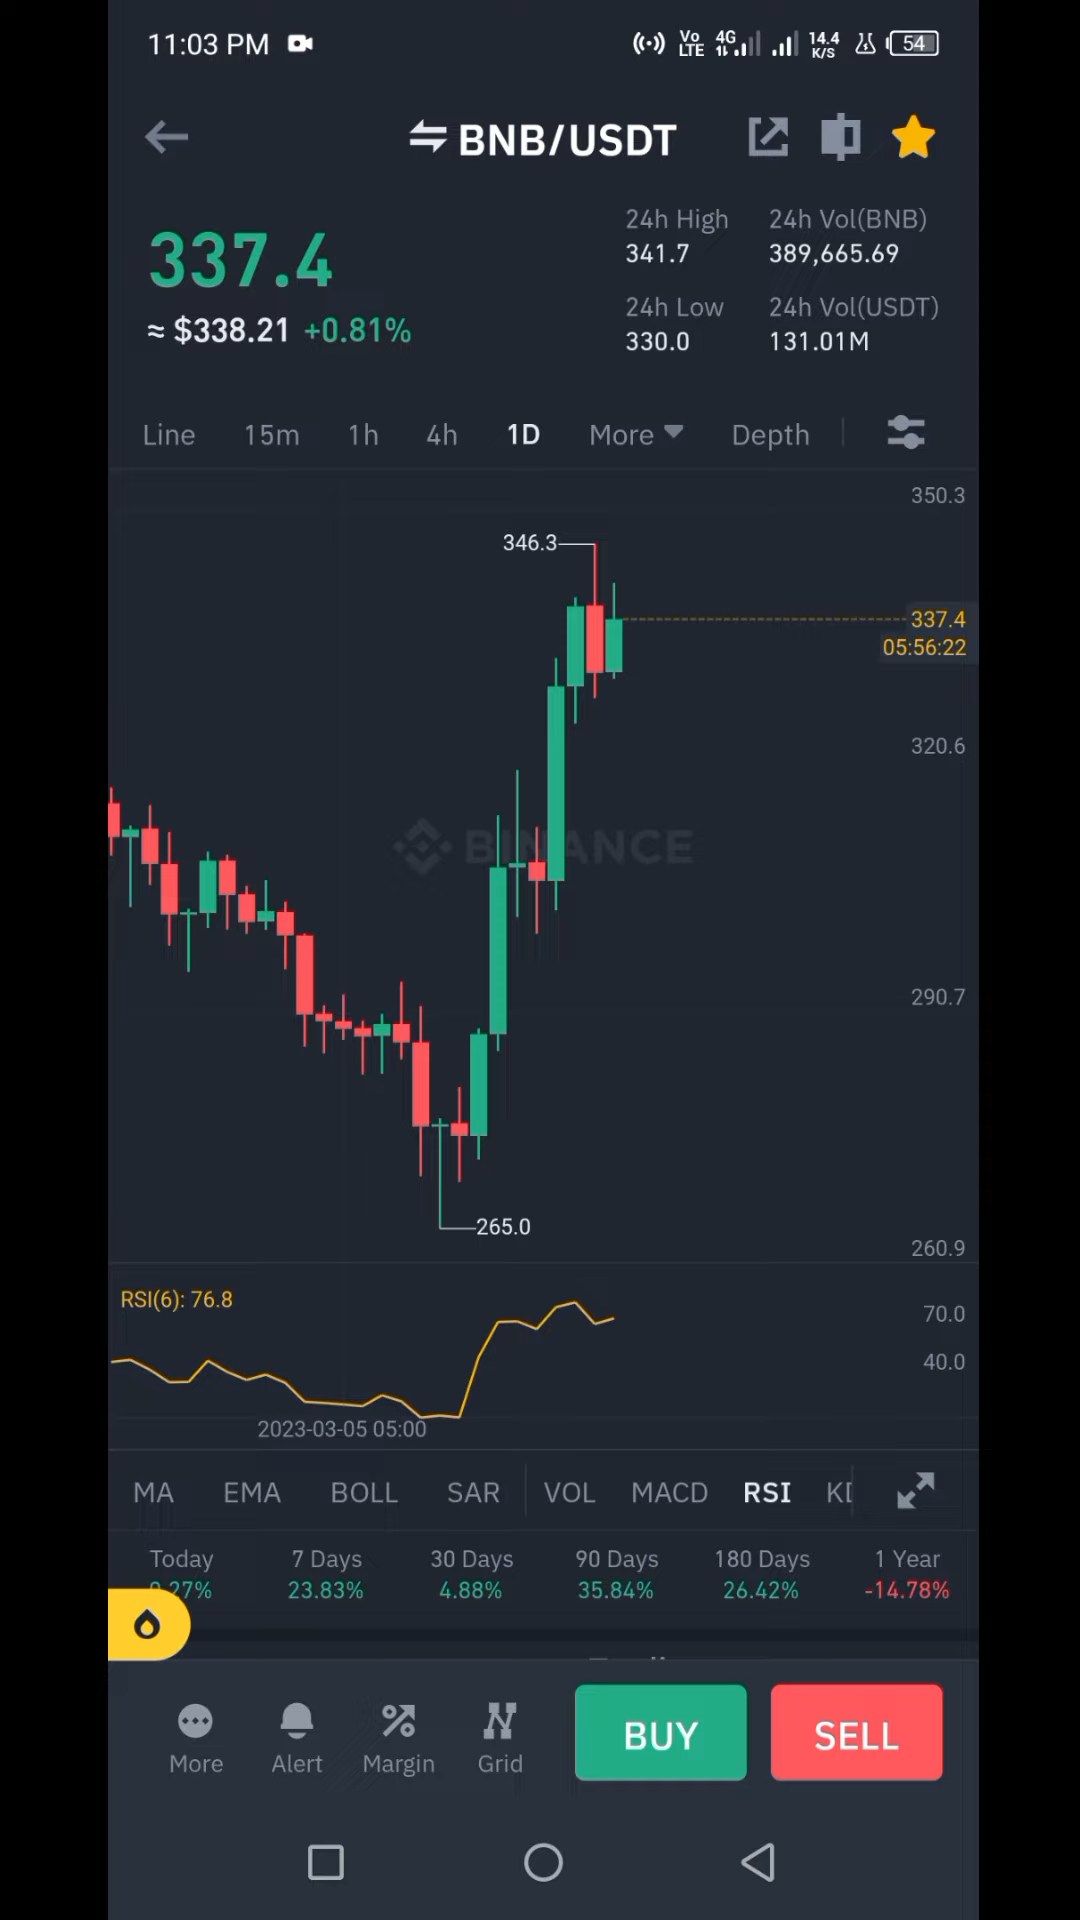 11:03 PM
Vo LTE 4G 14.4 K/S 54
BNB/USDT
337.4
≈ $338.21 +0.81%
24h High
341.7
24h Vol(BNB)
389,665.69
24h Low
330.0
24h Vol(USDT)
131.01M
Line 15m 1h 4h 1D More Depth
350.3
346.3
337.4
05:56:22
320.6
BINANCE
290.7
265.0
260.9
RSI(6): 76.8
70.0
40.0
2023-03-05 05:00
MA EMA BOLL SAR VOL MACD RSI
Today 7 Days 30 Days 90 Days 180 Days 1 Year
23.83% 4.88% 35.84% 26.42% -14.78%
More Alert Margin Grid
BUY SELL